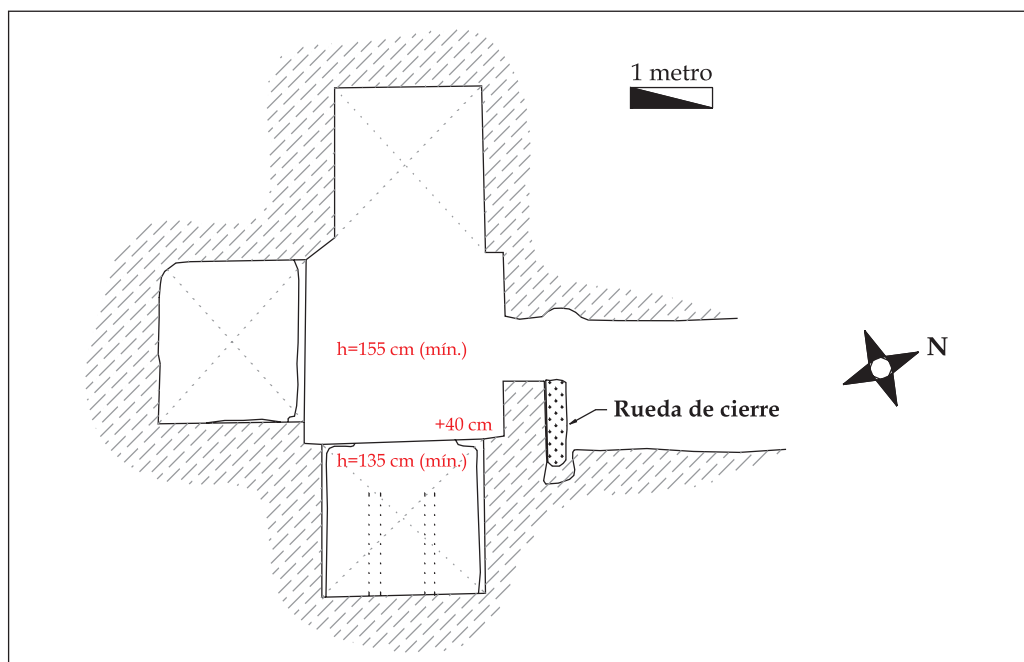 1 metro
N
h=155 cm (mín.)
Rueda de cierre
+40 cm
h=135 cm (mín.)